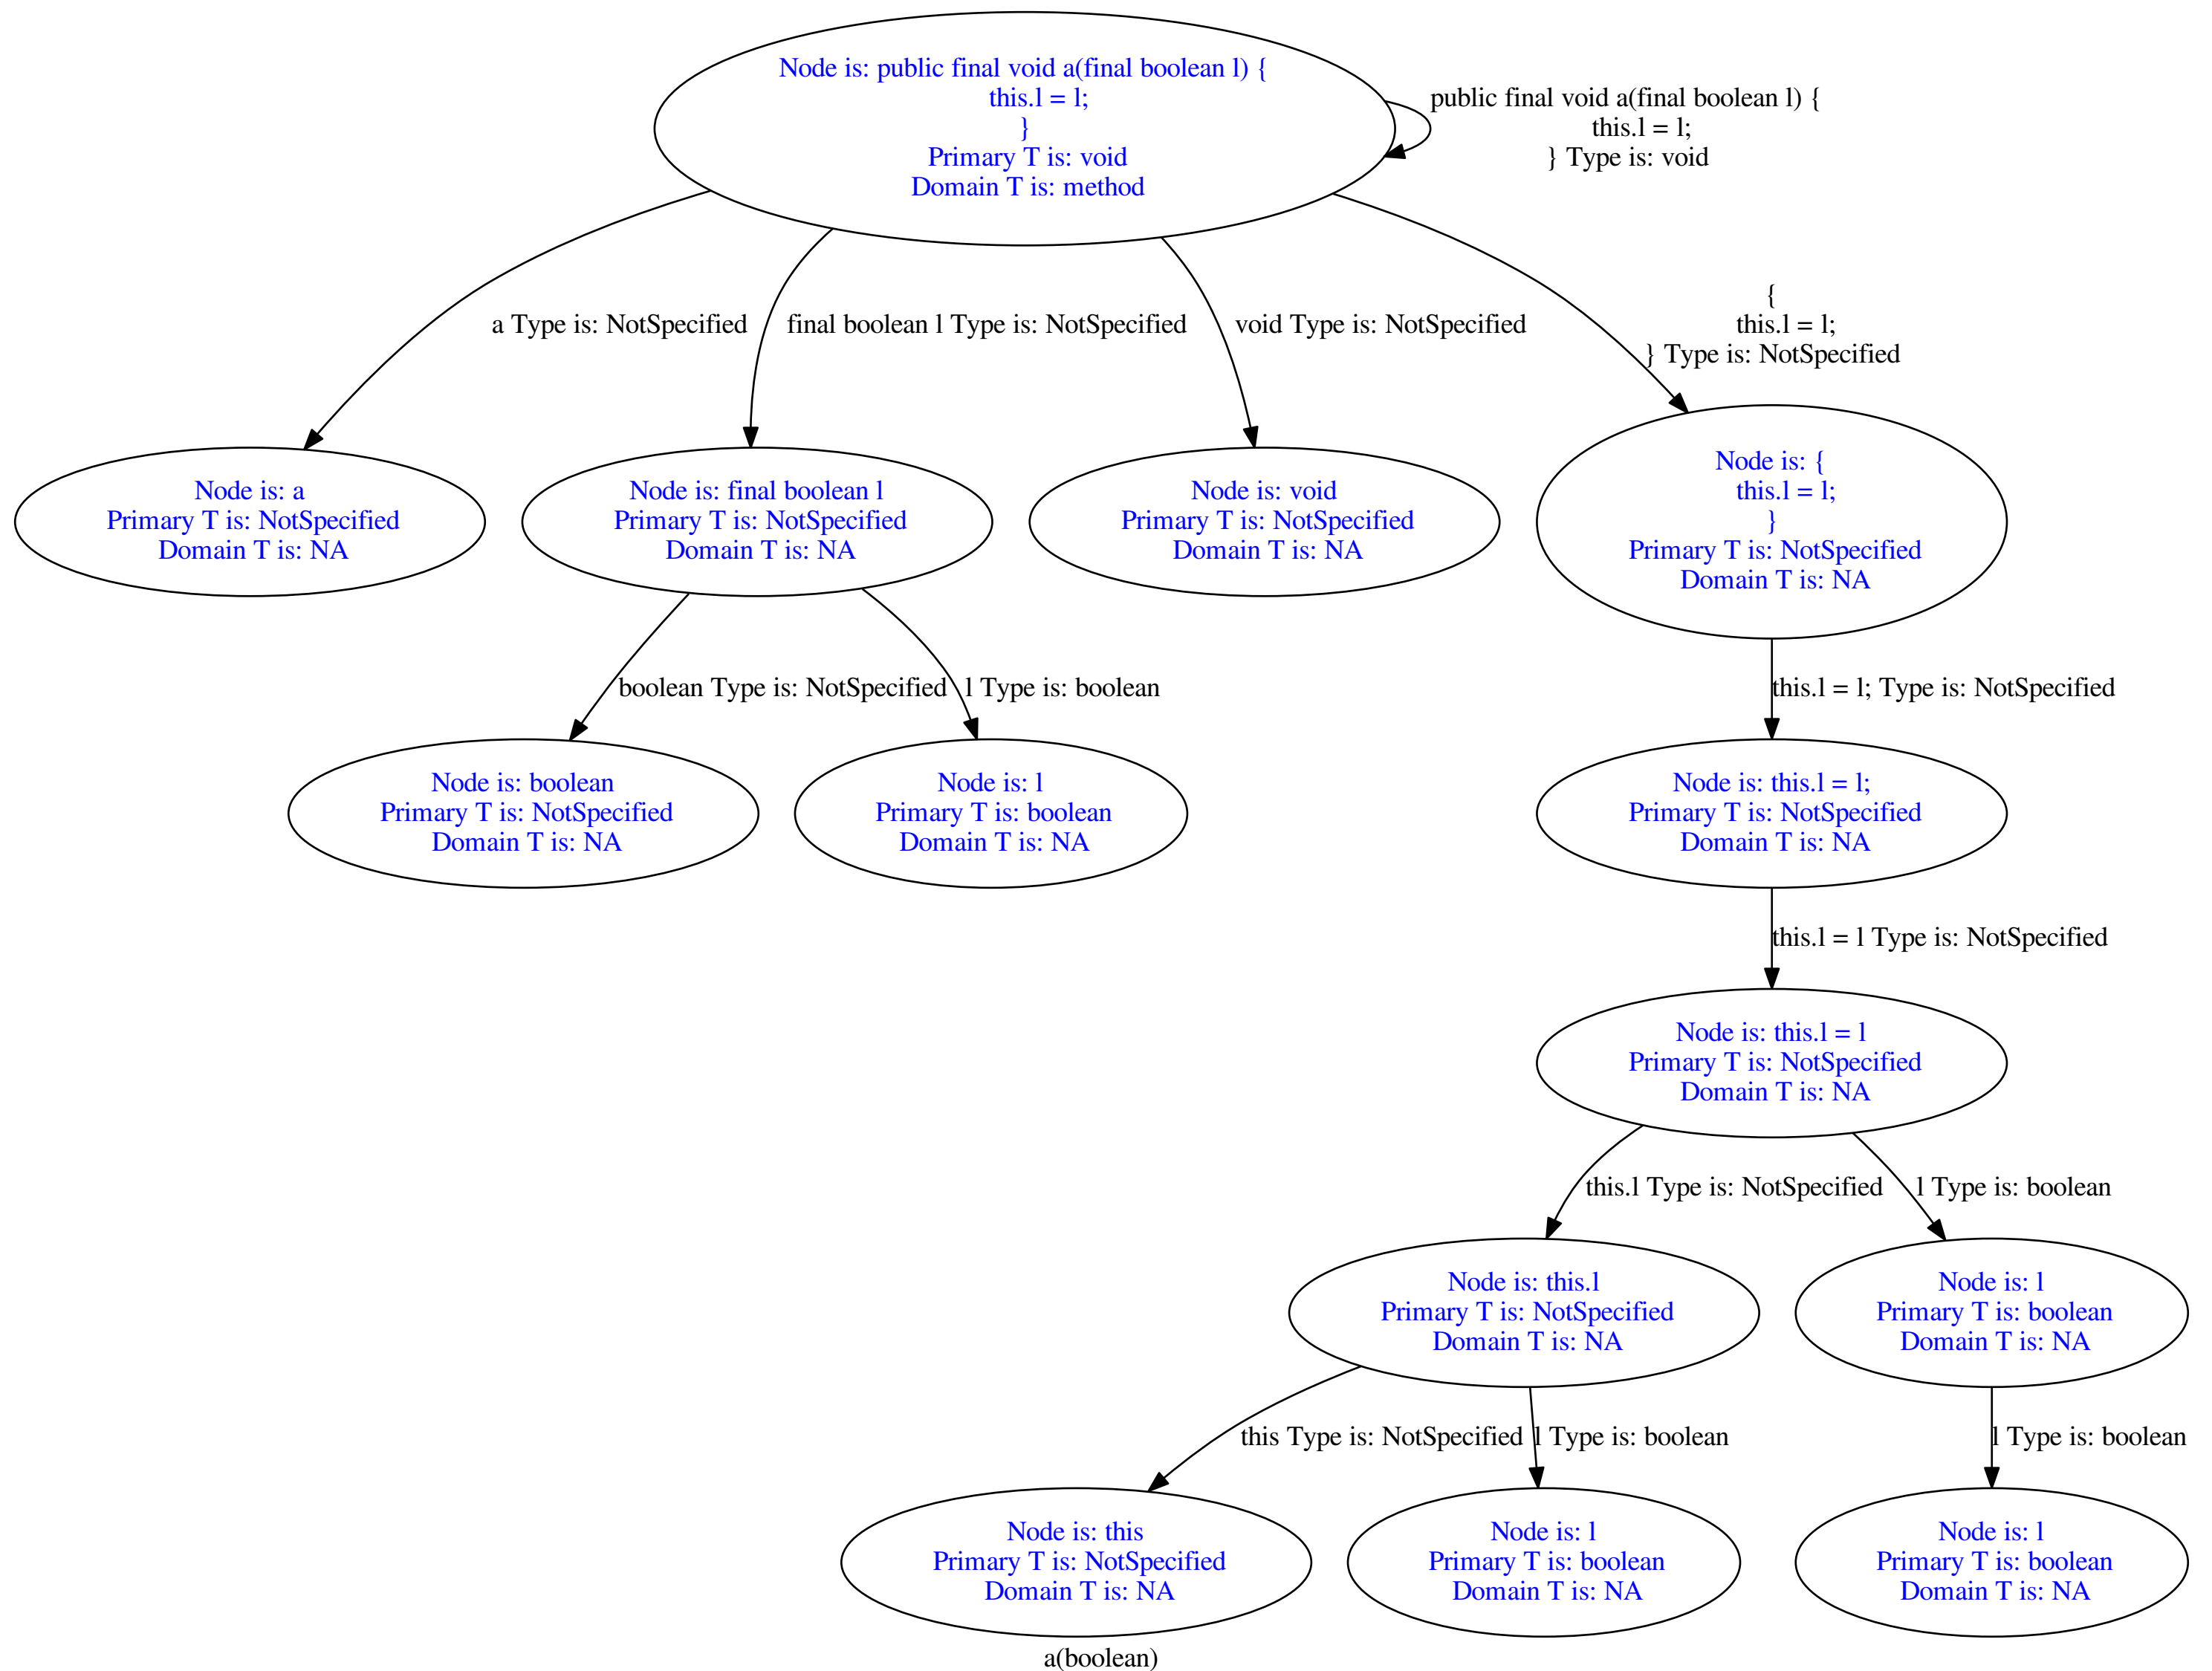 Node is: public final void a(final boolean l) {
this.l = l;
}
Primary T is: void
Domain T is: method
public final void a(final boolean l) {
this.l = l;
} Type is: void
a Type is: NotSpecified
final boolean l Type is: NotSpecified
void Type is: NotSpecified
{
this.l = l;
} Type is: NotSpecified
Node is: a
Primary T is: NotSpecified
Domain T is: NA
Node is: final boolean l
Primary T is: NotSpecified
Domain T is: NA
Node is: void
Primary T is: NotSpecified
Domain T is: NA
Node is: {
this.l = l;
}
Primary T is: NotSpecified
Domain T is: NA
boolean Type is: NotSpecified
l Type is: boolean
this.l = l; Type is: NotSpecified
Node is: boolean
Primary T is: NotSpecified
Domain T is: NA
Node is: l
Primary T is: boolean
Domain T is: NA
Node is: this.l = l;
Primary T is: NotSpecified
Domain T is: NA
this.l = l Type is: NotSpecified
Node is: this.l = l
Primary T is: NotSpecified
Domain T is: NA
this.l Type is: NotSpecified
l Type is: boolean
Node is: this.l
Primary T is: NotSpecified
Domain T is: NA
Node is: l
Primary T is: boolean
Domain T is: NA
this Type is: NotSpecified
l Type is: boolean
l Type is: boolean
Node is: this
Primary T is: NotSpecified
Domain T is: NA
Node is: l
Primary T is: boolean
Domain T is: NA
Node is: l
Primary T is: boolean
Domain T is: NA
a(boolean)